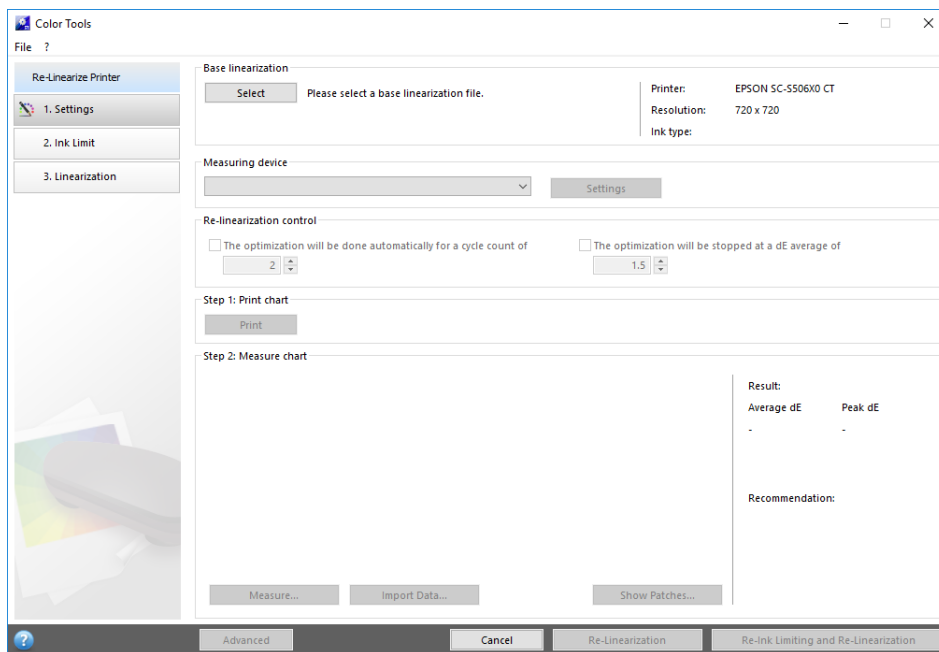 Color Tools
File ?
Re-Linearize Printer
1. Settings
2. Ink Limit
3. Linearization
Base linearization
Select Please select a base linearization file.
Printer: EPSON SC-S506X0 CT
Resolution: 720 x 720
Ink type:
Measuring device
Settings
Re-linearization control
The optimization will be done automatically for a cycle count of
2
The optimization will be stopped at a dE average of
1.5
Step 1: Print chart
Print
Step 2: Measure chart
Result:
Average dE Peak dE
- -
Recommendation:
Measure... Import Data... Show Patches...
? Advanced Cancel Re-Linearization Re-Ink Limiting and Re-Linearization